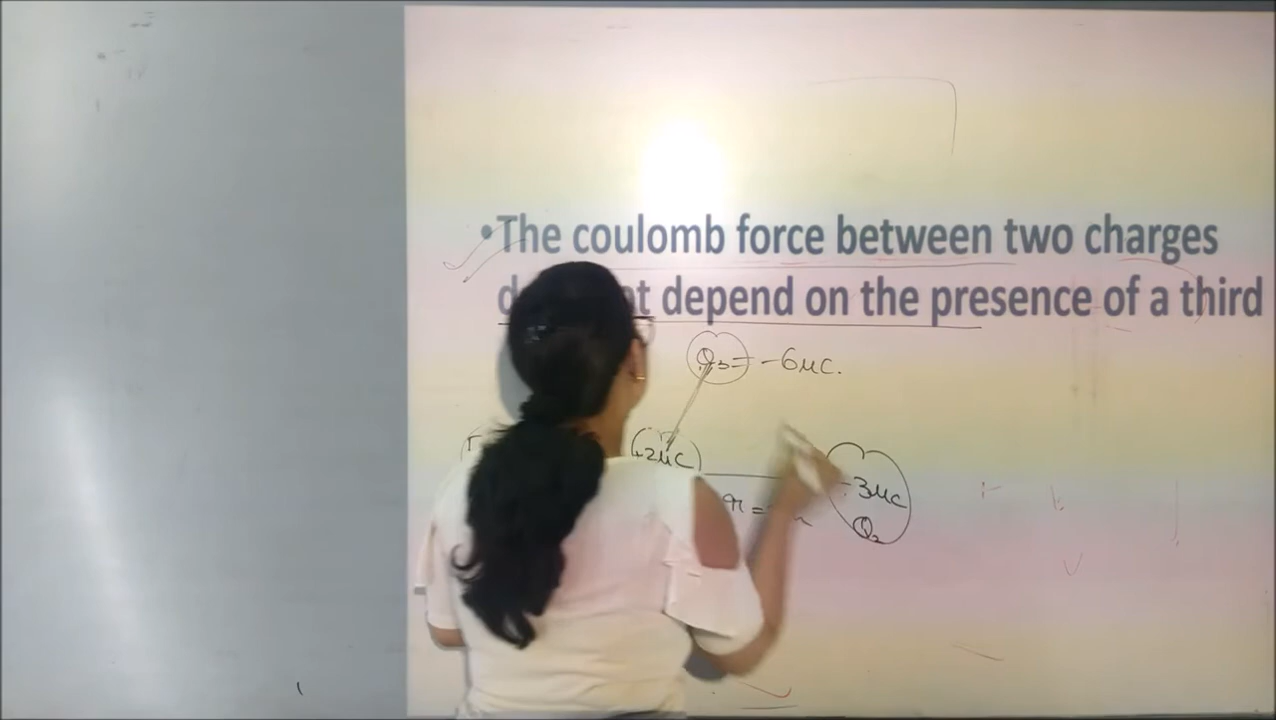 •The coulomb force between two charges
depend on the presence of a third
Q₃ = -6μc.
+2μc
-3μc
Q₂